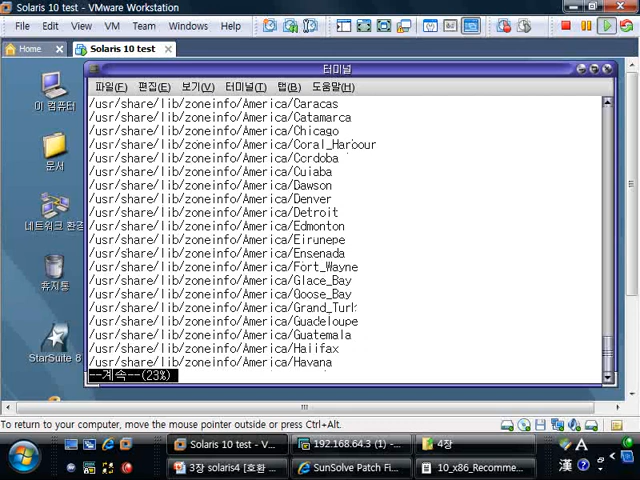 Solaris 10 test - VMware Workstation
File Edit View VM Team Windows Help
Home Solaris 10 test
터미널
파일(F) 편집(E) 보기(V) 터미널(T) 탭(B) 도움말(H)
이 컴퓨터
문서
네트워크 환경
휴지통
StarSuite 8
/usr/share/lib/zoneinfo/America/Caracas
/usr/share/lib/zoneinfo/America/Catamarca
/usr/share/lib/zoneinfo/America/Chicago
/usr/share/lib/zoneinfo/America/Coral_Harbour
/usr/share/lib/zoneinfo/America/Cordoba
/usr/share/lib/zoneinfo/America/Cuiaba
/usr/share/lib/zoneinfo/America/Dawson
/usr/share/lib/zoneinfo/America/Denver
/usr/share/lib/zoneinfo/America/Detroit
/usr/share/lib/zoneinfo/America/Edmonton
/usr/share/lib/zoneinfo/America/Eirunepe
/usr/share/lib/zoneinfo/America/Ensenada
/usr/share/lib/zoneinfo/America/Fort_Wayne
/usr/share/lib/zoneinfo/America/Glace_Bay
/usr/share/lib/zoneinfo/America/Goose_Bay
/usr/share/lib/zoneinfo/America/Grand_Turk
/usr/share/lib/zoneinfo/America/Guadeloupe
/usr/share/lib/zoneinfo/America/Guatemala
/usr/share/lib/zoneinfo/America/Halifax
/usr/share/lib/zoneinfo/America/Havana
--계속--(23%)
To return to your computer, move the mouse pointer outside or press Ctrl+Alt.
Solaris 10 test - V... 192.168.64.3 (1) -... 4장
3장 solaris4 [호환 ... SunSolve Patch Fi... 10_x86_Recomme...
A
漢